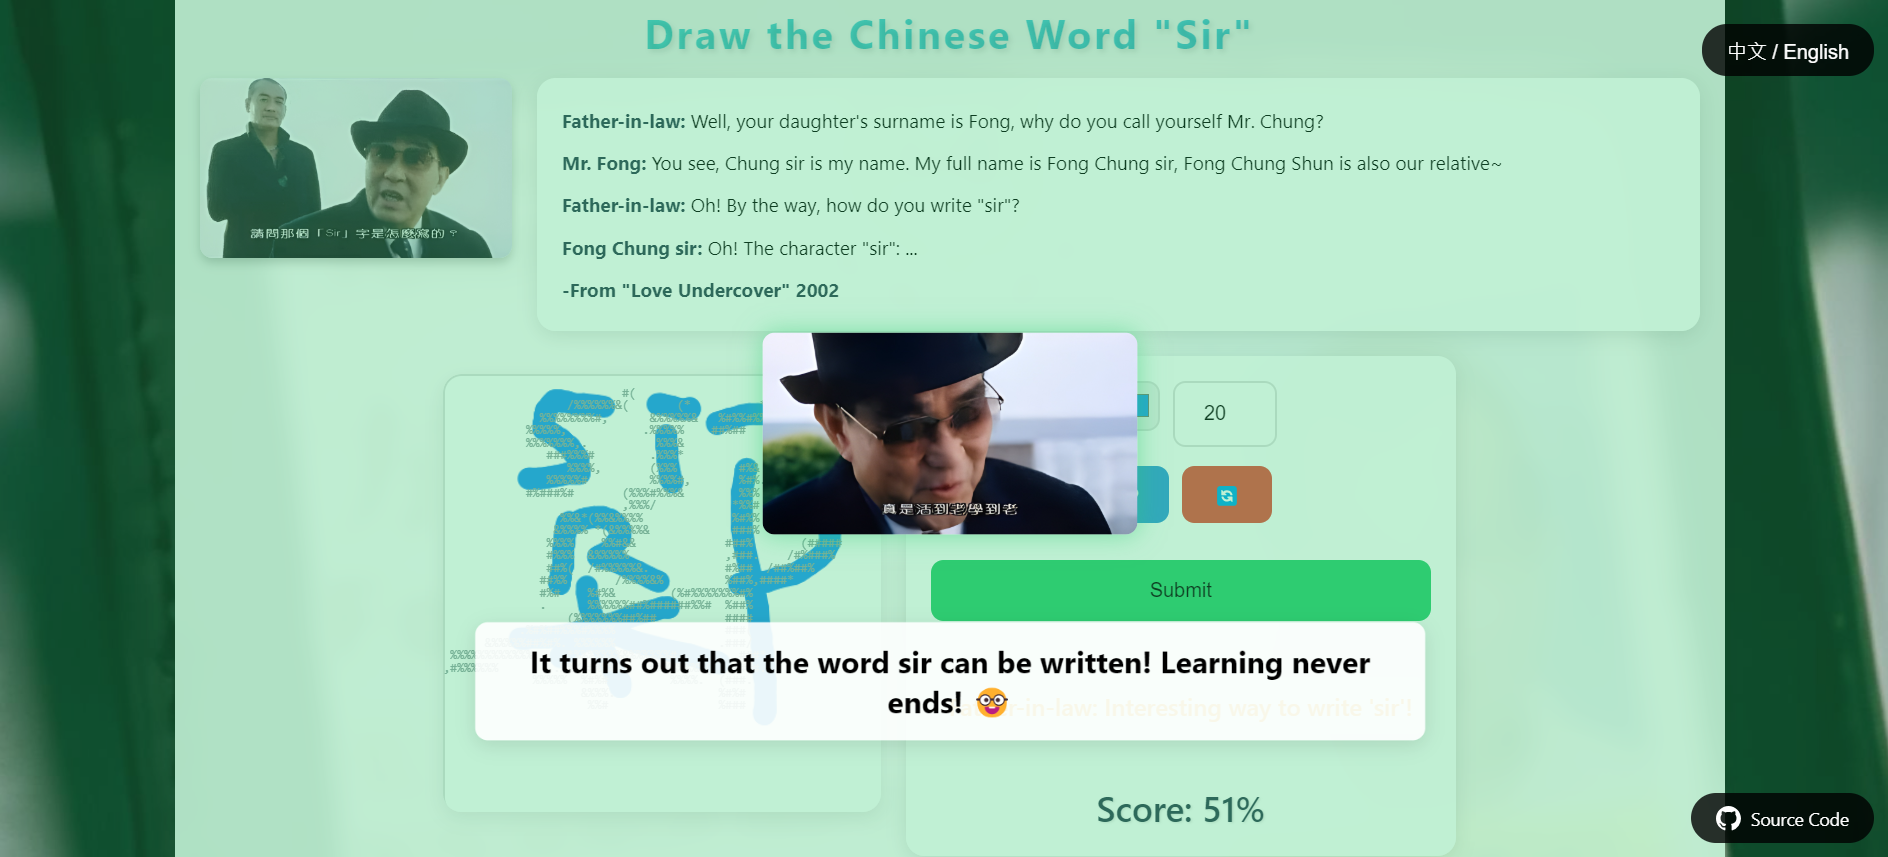 Draw the Chinese Word "Sir"
中文 / English
請問那個「Sir」字是怎麼寫的？
Father-in-law: Well, your daughter's surname is Fong, why do you call yourself Mr. Chung?
Mr. Fong: You see, Chung sir is my name. My full name is Fong Chung sir, Fong Chung Shun is also our relative~
Father-in-law: Oh! By the way, how do you write "sir"?
Fong Chung sir: Oh! The character "sir": ...
-From "Love Undercover" 2002
20
真是活到老學到老
Submit
It turns out that the word sir can be written! Learning never
ends! 🤓
-in-law: Interesting way to write 'sir'!
Score: 51%
Source Code